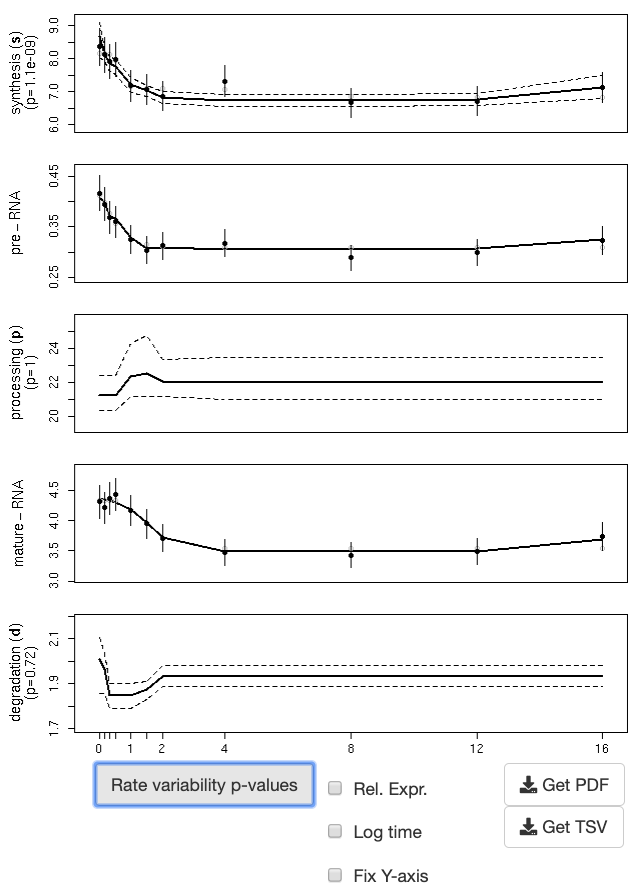 synthesis (s)
(p=1.1e-09)
9.0
8.0
7.0
6.0
pre − RNA
0.45
0.35
0.25
processing (p)
(p=1)
24
22
20
mature − RNA
4.5
4.0
3.5
3.0
degradation (d)
(p=0.72)
2.1
1.9
1.7
0 1 2 4 8 12 16
Rate variability p-values
Rel. Expr.
Get PDF
Log time
Get TSV
Fix Y-axis